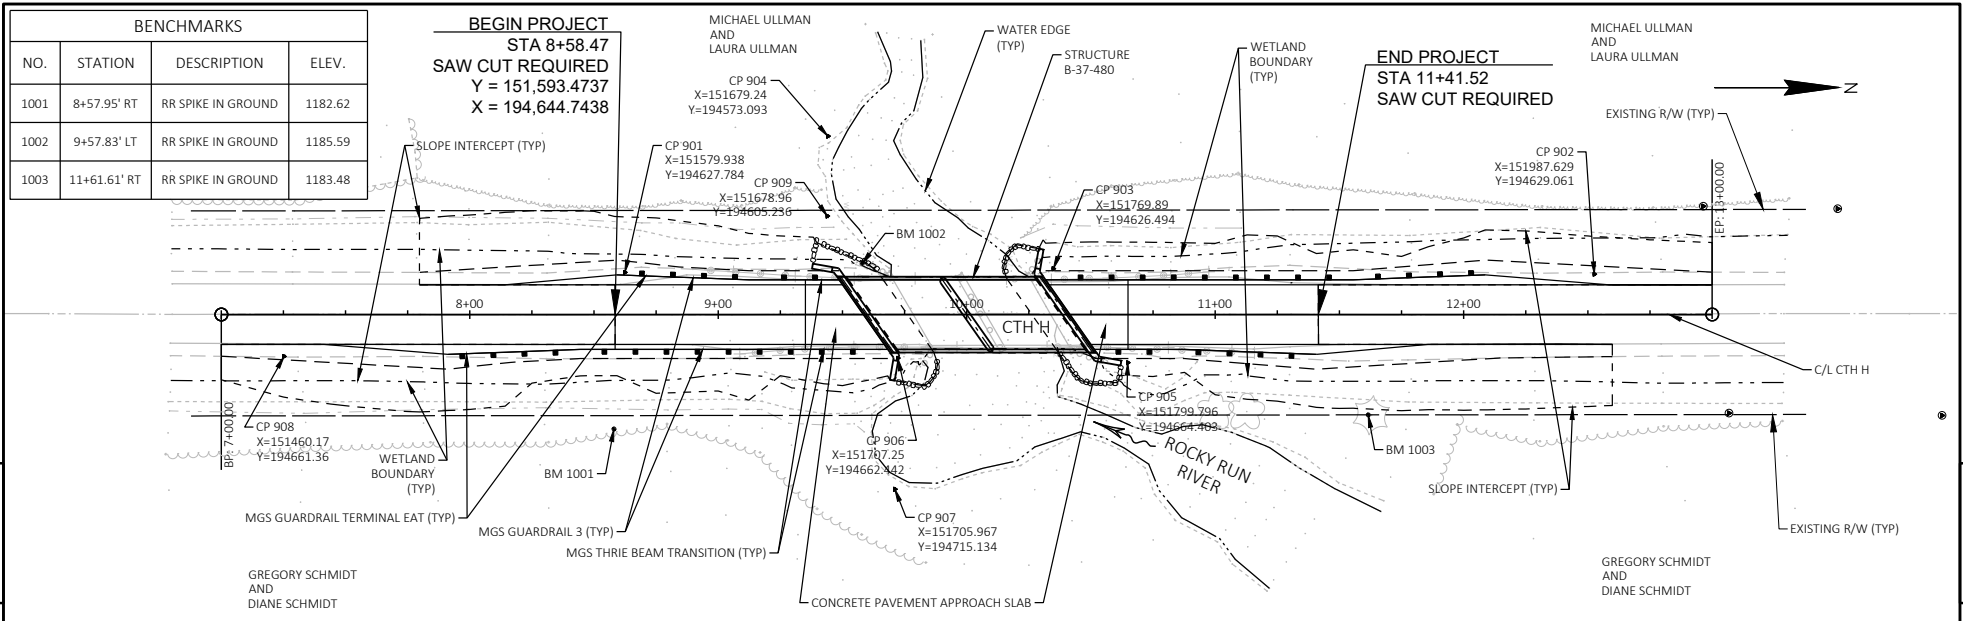 BENCHMARKS
NO. STATION DESCRIPTION ELEV.
1001 8+57.95' RT RR SPIKE IN GROUND 1182.62
1002 9+57.83' LT RR SPIKE IN GROUND 1185.59
1003 11+61.61' RT RR SPIKE IN GROUND 1183.48
BEGIN PROJECT
STA 8+58.47
SAW CUT REQUIRED
Y = 151,593.4737
X = 194,644.7438
MICHAEL ULLMAN
AND
LAURA ULLMAN
CP 904
X=151679.24
Y=194573.093
WATER EDGE
(TYP)
STRUCTURE
B-37-480
WETLAND
BOUNDARY
(TYP)
END PROJECT
STA 11+41.52
SAW CUT REQUIRED
MICHAEL ULLMAN
AND
LAURA ULLMAN
N
EXISTING R/W (TYP)
SLOPE INTERCEPT (TYP)
CP 901
X=151579.938
Y=194627.784
CP 909
X=151678.96
Y=194605.236
BM 1002
CP 903
X=151769.89
Y=194626.494
CP 902
X=151987.629
Y=194629.061
EP: 13+00.00
8+00
9+00
10+00
11+00
12+00
CTH H
C/L CTH H
BP: 7+00.00
CP 908
X=151460.17
Y=194661.36
WETLAND
BOUNDARY
(TYP)
BM 1001
CP 906
X=151707.25
Y=194662.442
CP 905
X=151799.796
Y=194664.403
ROCKY RUN
RIVER
BM 1003
SLOPE INTERCEPT (TYP)
MGS GUARDRAIL TERMINAL EAT (TYP)
MGS GUARDRAIL 3 (TYP)
MGS THRIE BEAM TRANSITION (TYP)
CP 907
X=151705.967
Y=194715.134
EXISTING R/W (TYP)
GREGORY SCHMIDT
AND
DIANE SCHMIDT
CONCRETE PAVEMENT APPROACH SLAB
GREGORY SCHMIDT
AND
DIANE SCHMIDT